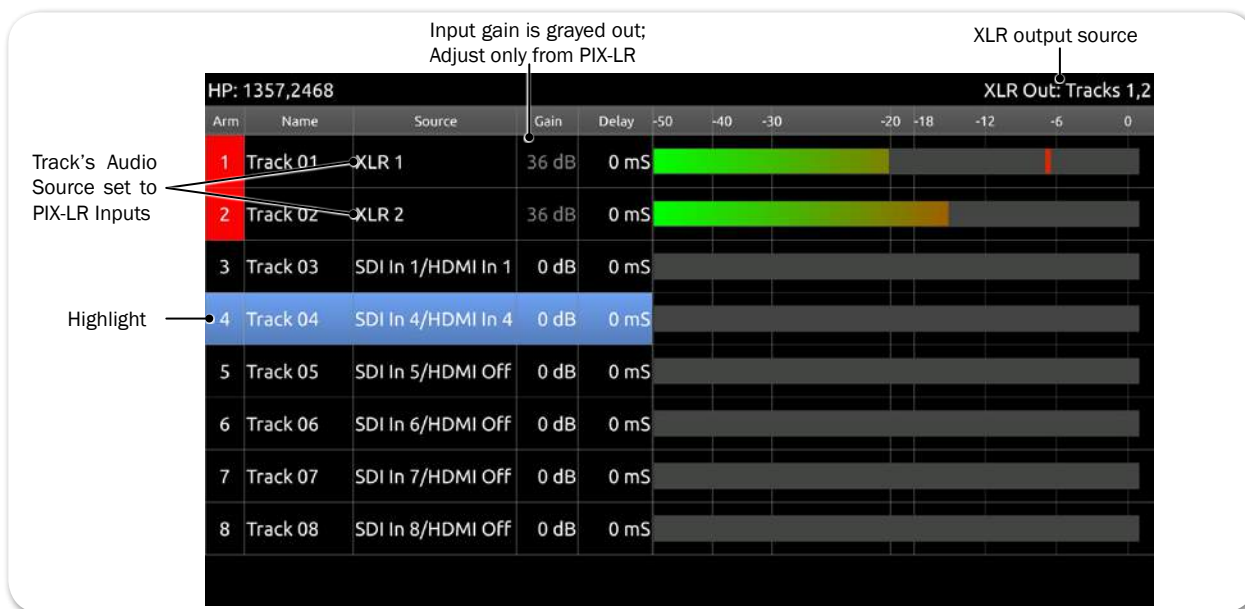 Input gain is grayed out;
Adjust only from PIX-LR
XLR output source
HP: 1357,2468 XLR Out: Tracks 1,2
Arm Name Source Gain Delay -50 -40 -30 -20 -18 -12 -6 0
Track's Audio
Source set to
PIX-LR Inputs
1 Track 01 XLR 1 36 dB 0 mS
2 Track 02 XLR 2 36 dB 0 mS
3 Track 03 SDI In 1/HDMI In 1 0 dB 0 mS
Highlight
4 Track 04 SDI In 4/HDMI In 4 0 dB 0 mS
5 Track 05 SDI In 5/HDMI Off 0 dB 0 mS
6 Track 06 SDI In 6/HDMI Off 0 dB 0 mS
7 Track 07 SDI In 7/HDMI Off 0 dB 0 mS
8 Track 08 SDI In 8/HDMI Off 0 dB 0 mS